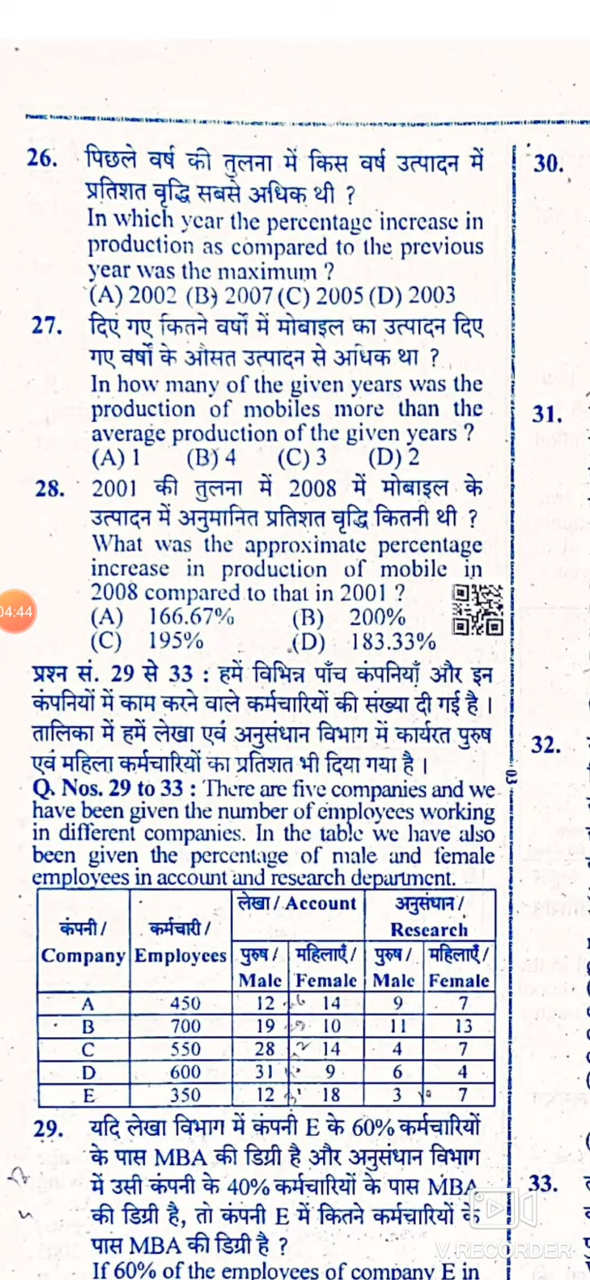 26. पिछले वर्ष की तुलना में किस वर्ष उत्पादन में
प्रतिशत वृद्धि सबसे अधिक थी ?
In which year the percentage increase in
production as compared to the previous
year was the maximum ?
(A) 2002 (B) 2007 (C) 2005 (D) 2003
27. दिए गए कितने वर्षों में मोबाइल का उत्पादन दिए
गए वर्षों के औसत उत्पादन से अधिक था ?
In how many of the given years was the
production of mobiles more than the
average production of the given years ?
(A) 1 (B) 4 (C) 3 (D) 2
28. 2001 की तुलना में 2008 में मोबाइल के
उत्पादन में अनुमानित प्रतिशत वृद्धि कितनी थी ?
What was the approximate percentage
increase in production of mobile in
2008 compared to that in 2001 ?
(A) 166.67% (B) 200%
(C) 195% (D) 183.33%
04:44
प्रश्न सं. 29 से 33 : हमें विभिन्न पाँच कंपनियाँ और इन
कंपनियों में काम करने वाले कर्मचारियों की संख्या दी गई है ।
तालिका में हमें लेखा एवं अनुसंधान विभाग में कार्यरत पुरुष
एवं महिला कर्मचारियों का प्रतिशत भी दिया गया है ।
Q. Nos. 29 to 33 : There are five companies and we
have been given the number of employees working
in different companies. In the table we have also
been given the percentage of male and female
employees in account and research department.
कंपनी / Company कर्मचारी / Employees लेखा / Account अनुसंधान / Research
पुरुष / Male महिलाएँ / Female पुरुष / Male महिलाएँ / Female
A 450 12 14 9 7
B 700 19 10 11 13
C 550 28 14 4 7
D 600 31 9 6 4
E 350 12 18 3 7
29. यदि लेखा विभाग में कंपनी E के 60% कर्मचारियों
के पास MBA की डिग्री है और अनुसंधान विभाग
में उसी कंपनी के 40% कर्मचारियों के पास MBA
की डिग्री है, तो कंपनी E में कितने कर्मचारियों के
पास MBA की डिग्री है ?
If 60% of the employees of company E in
30.
31.
32.
33.
V.RECORDER